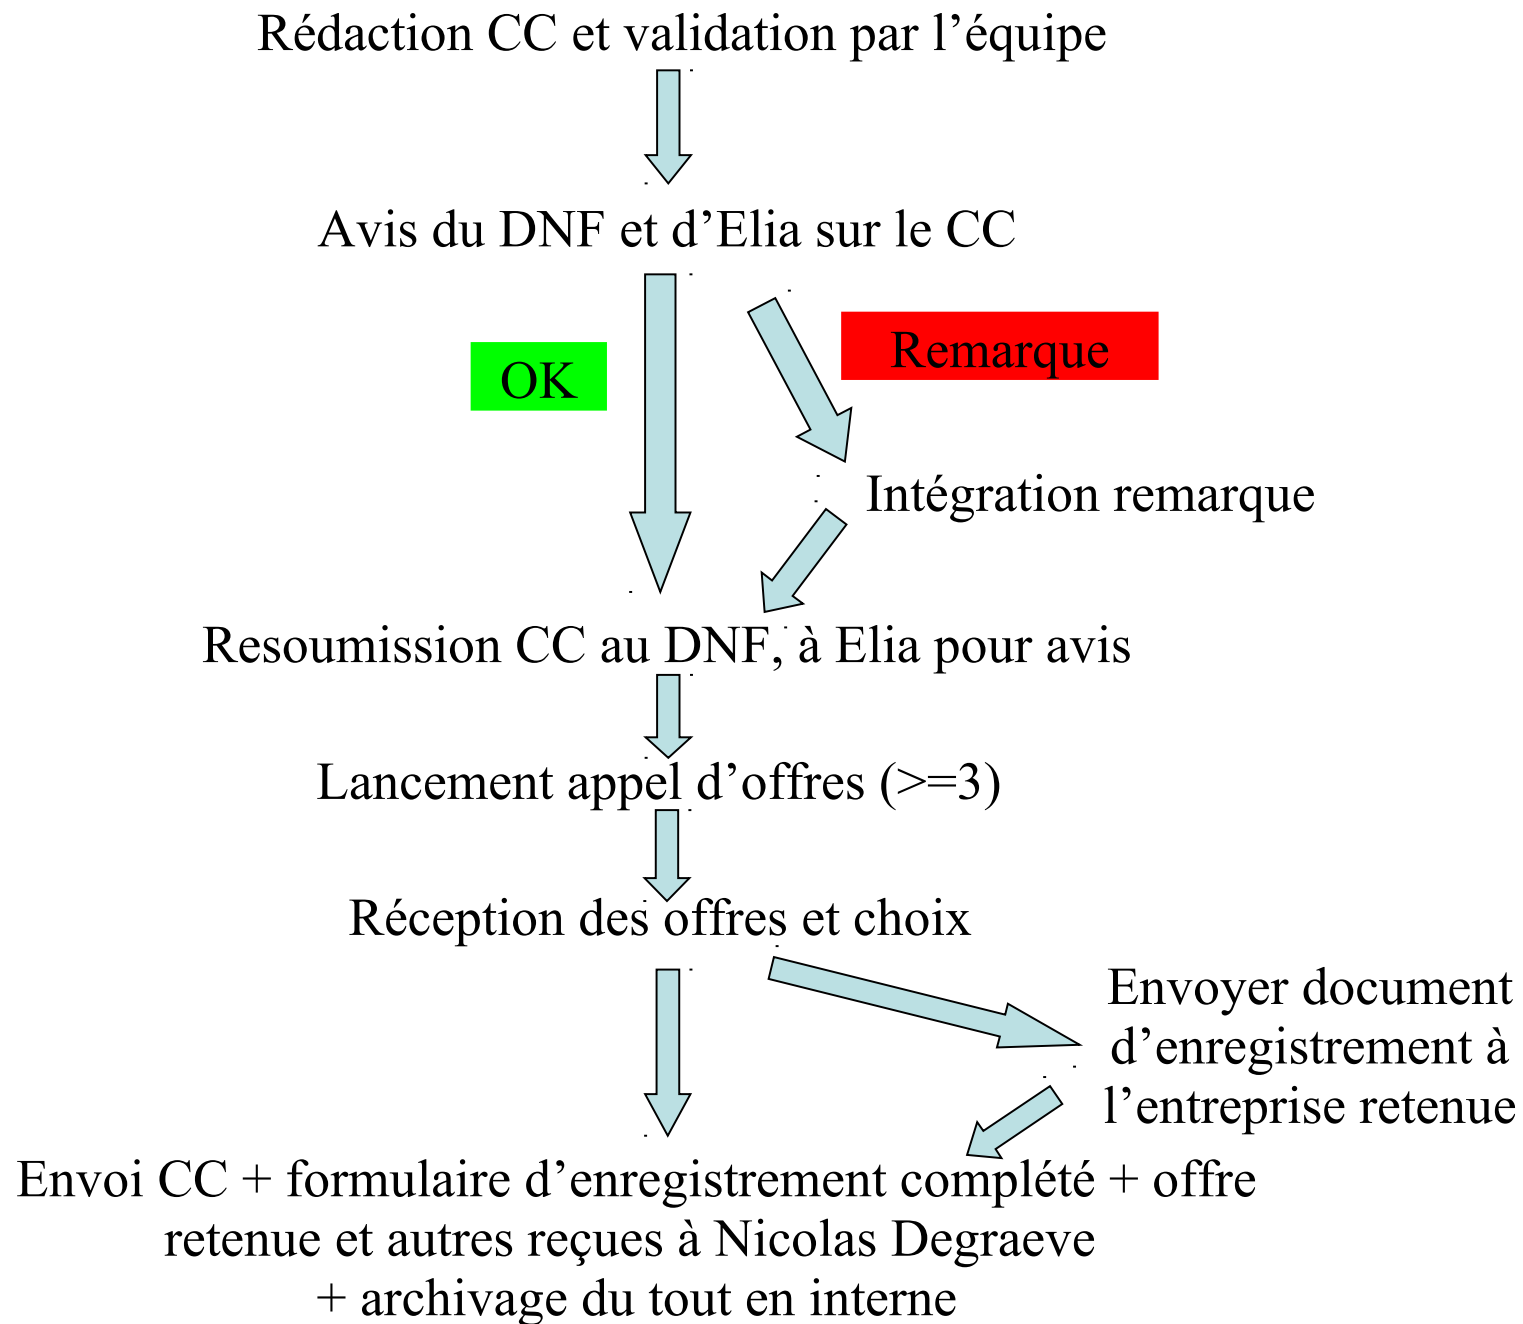 Rédaction CC et validation par l’équipe
Avis du DNF et d’Elia sur le CC
Remarque
OK
Intégration remarque
Resoumission CC au DNF, à Elia pour avis
Lancement appel d’offres (>=3)
Réception des offres et choix
Envoyer document
d’enregistrement à
l’entreprise retenue
Envoi CC + formulaire d’enregistrement complété + offre
retenue et autres reçues à Nicolas Degraeve
+ archivage du tout en interne